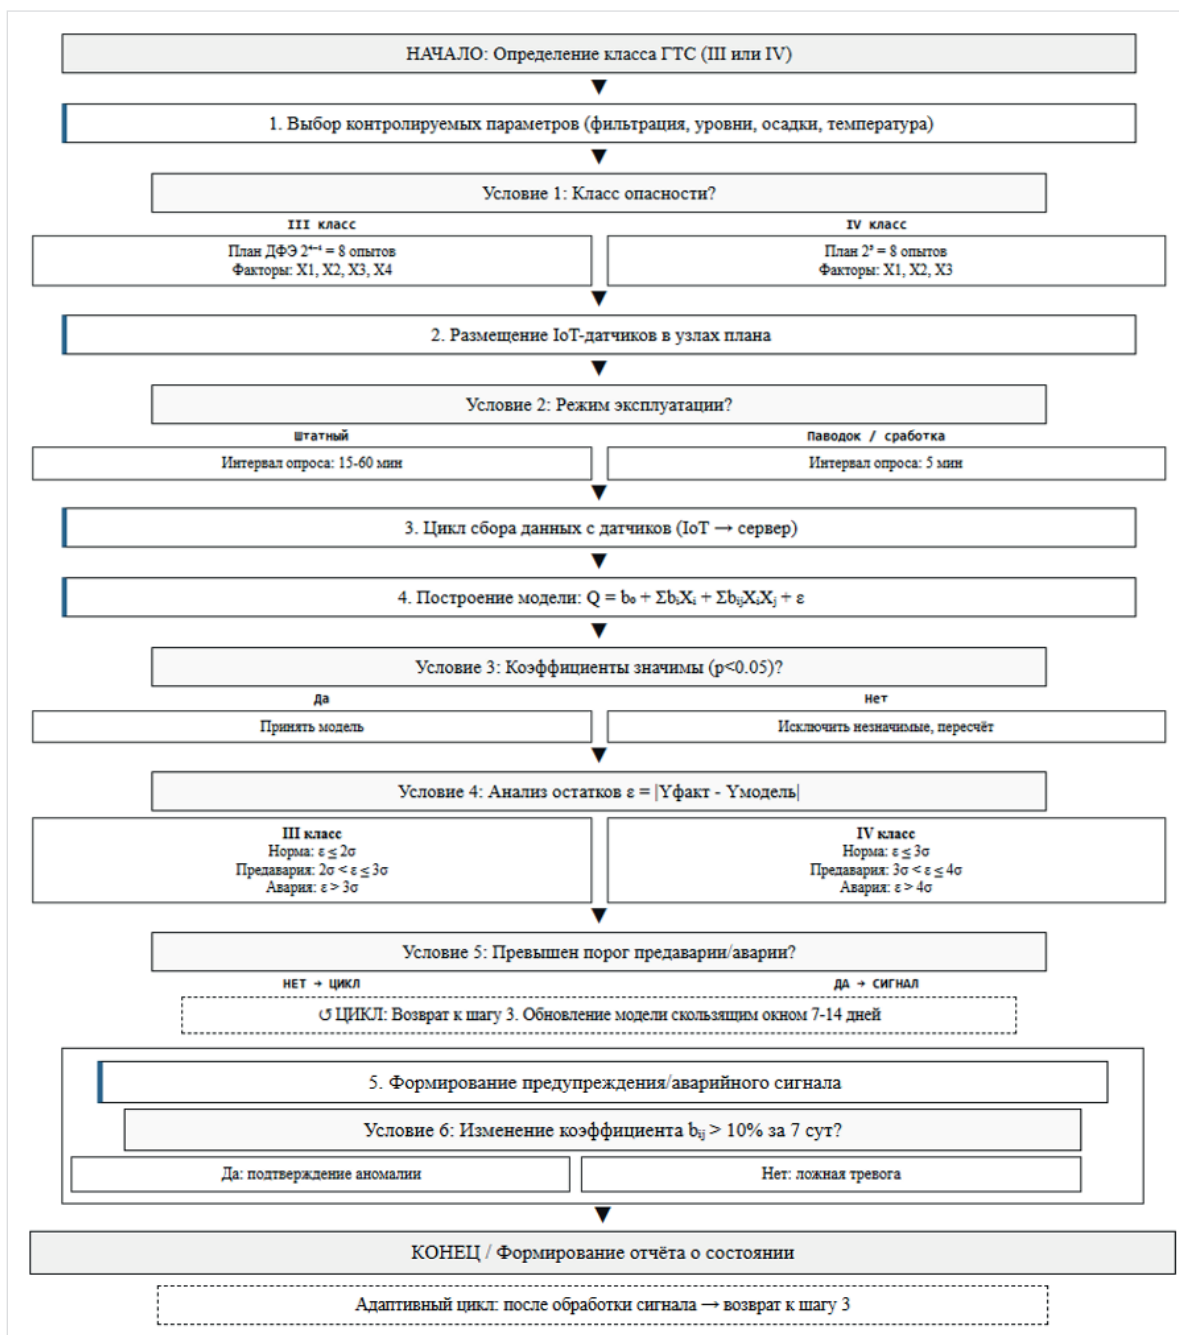 НАЧАЛО: Определение класса ГТС (III или IV)
▼
1. Выбор контролируемых параметров (фильтрация, уровни, осадки, температура)
▼
Условие 1: Класс опасности?
III класс
IV класс
План ДФЭ 2⁴⁻¹ = 8 опытов
Факторы: X1, X2, X3, X4
План 2³ = 8 опытов
Факторы: X1, X2, X3
▼
2. Размещение IoT-датчиков в узлах плана
▼
Условие 2: Режим эксплуатации?
Штатный
Паводок / сработка
Интервал опроса: 15-60 мин
Интервал опроса: 5 мин
▼
3. Цикл сбора данных с датчиков (IoT → сервер)
▼
4. Построение модели: Q = b₀ + ΣbᵢXᵢ + ΣbᵢⱼXᵢXⱼ + ε
▼
Условие 3: Коэффициенты значимы (p<0.05)?
Да
Нет
Принять модель
Исключить незначимые, пересчёт
▼
Условие 4: Анализ остатков ε = |Yфакт - Yмодель|
III класс
Норма: ε ≤ 2σ
Предавария: 2σ < ε ≤ 3σ
Авария: ε > 3σ
IV класс
Норма: ε ≤ 3σ
Предавария: 3σ < ε ≤ 4σ
Авария: ε > 4σ
▼
Условие 5: Превышен порог предаварии/аварии?
НЕТ → ЦИКЛ
ДА → СИГНАЛ
↺ ЦИКЛ: Возврат к шагу 3. Обновление модели скользящим окном 7-14 дней
5. Формирование предупреждения/аварийного сигнала
Условие 6: Изменение коэффициента bᵢⱼ > 10% за 7 сут?
Да: подтверждение аномалии
Нет: ложная тревога
▼
КОНЕЦ / Формирование отчёта о состоянии
Адаптивный цикл: после обработки сигнала → возврат к шагу 3